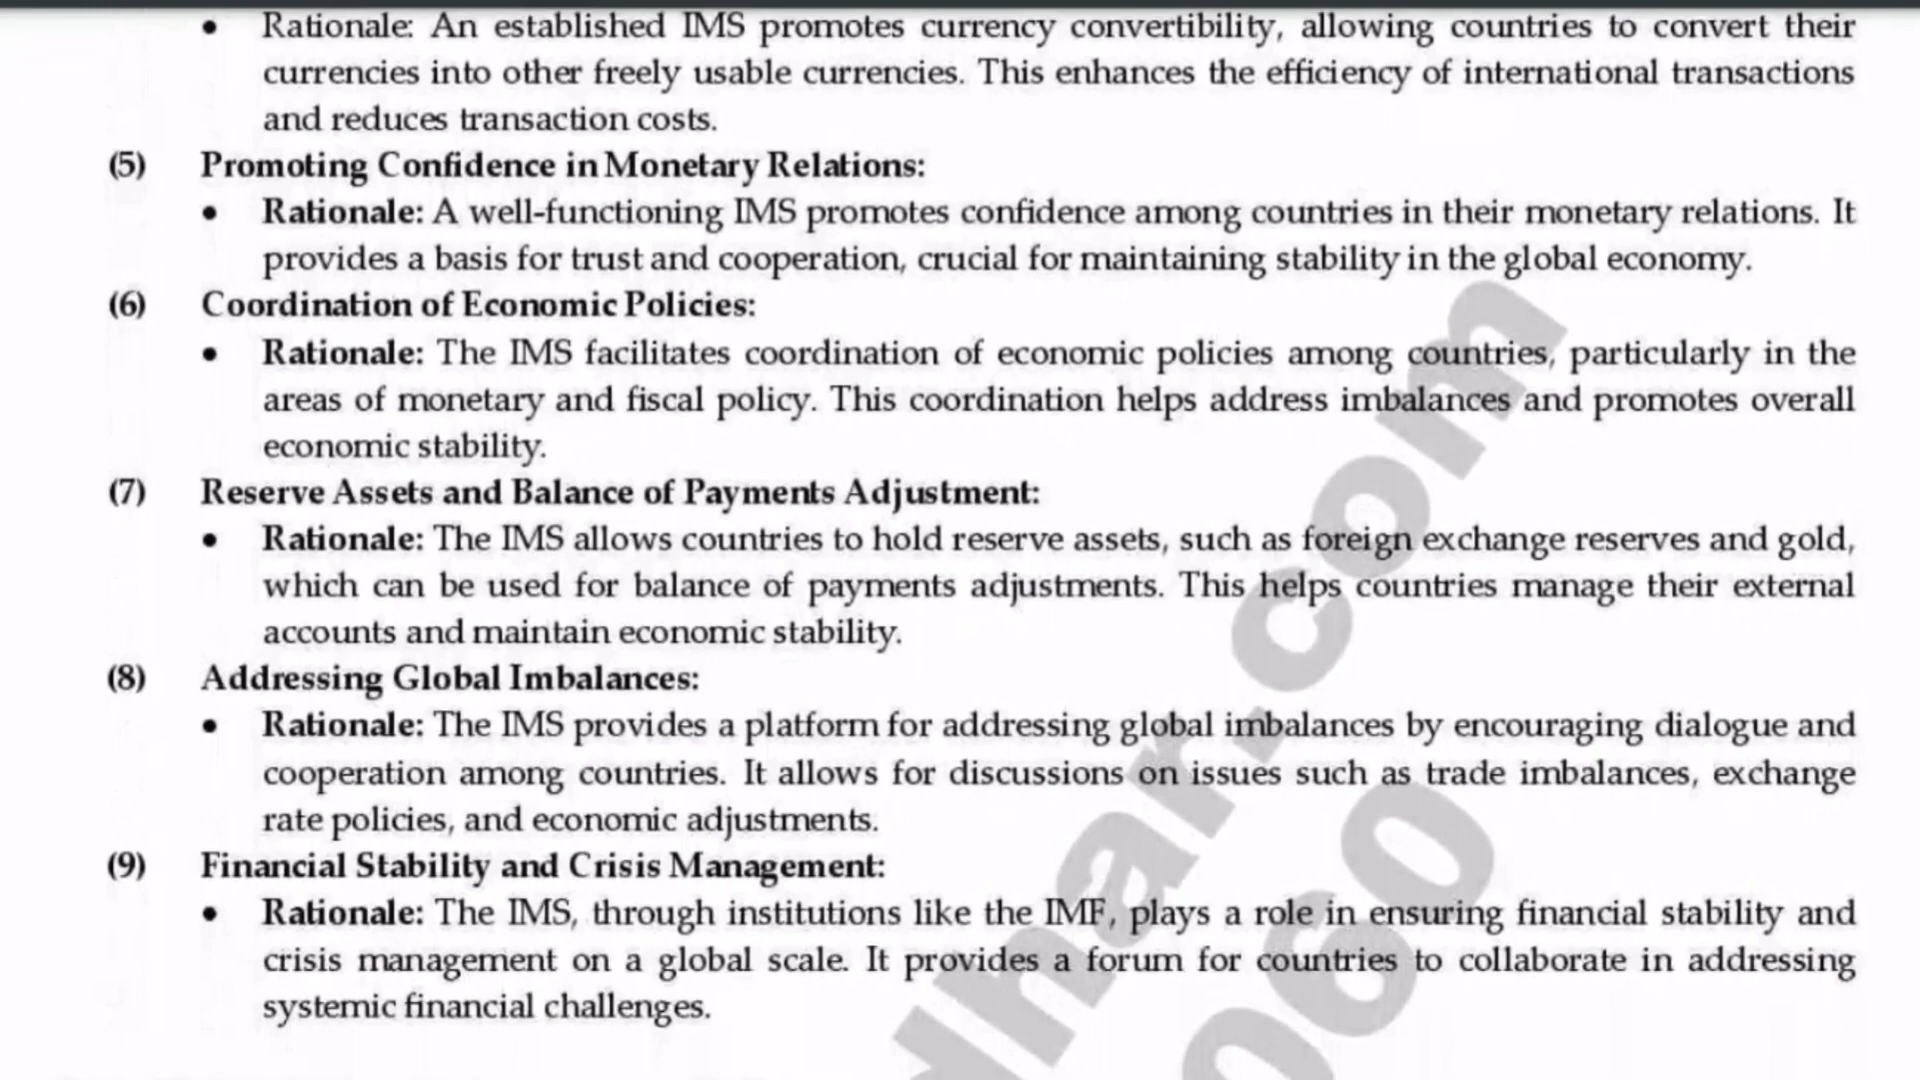 • Rationale: An established IMS promotes currency convertibility, allowing countries to convert their
currencies into other freely usable currencies. This enhances the efficiency of international transactions
and reduces transaction costs.
(5) Promoting Confidence in Monetary Relations:
• Rationale: A well-functioning IMS promotes confidence among countries in their monetary relations. It
provides a basis for trust and cooperation, crucial for maintaining stability in the global economy.
(6) Coordination of Economic Policies:
• Rationale: The IMS facilitates coordination of economic policies among countries, particularly in the
areas of monetary and fiscal policy. This coordination helps address imbalances and promotes overall
economic stability.
(7) Reserve Assets and Balance of Payments Adjustment:
• Rationale: The IMS allows countries to hold reserve assets, such as foreign exchange reserves and gold,
which can be used for balance of payments adjustments. This helps countries manage their external
accounts and maintain economic stability.
(8) Addressing Global Imbalances:
• Rationale: The IMS provides a platform for addressing global imbalances by encouraging dialogue and
cooperation among countries. It allows for discussions on issues such as trade imbalances, exchange
rate policies, and economic adjustments.
(9) Financial Stability and Crisis Management:
• Rationale: The IMS, through institutions like the IMF, plays a role in ensuring financial stability and
crisis management on a global scale. It provides a forum for countries to collaborate in addressing
systemic financial challenges.
dhar.com
060